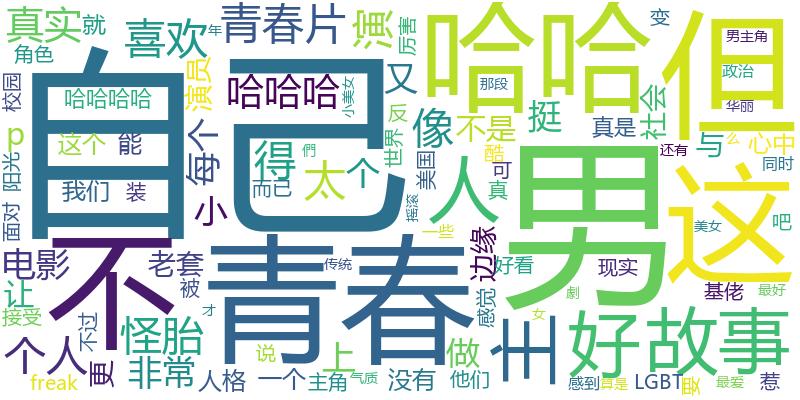 真实
就
喜欢
青春片
年
演
厉害
哈哈
但
变
男主角
角色
校园
哈哈哈哈
演员
自己
哈哈哈
小美女
又
那段
政治
华丽
社会
p
这个
能
每个
得
太
个
世界
反
像
不是
挺
真是
还有
与
心中
么
阳光
我们
装
而已
們
美国
酷
可
真
人
男
这
同时
面对
小
摇滚
一些
美女
吧
不
青春
电影
老套
传统
边缘
好看
现实
基佬
最好
让
被
才
感觉
主
女
劇
好故事
接受
不过
怪胎
说
上
做
个人
更
非常
freak
人格
一个
主角
气质
没有
他们
感到
算是
LGBT
耍
最爱
惹